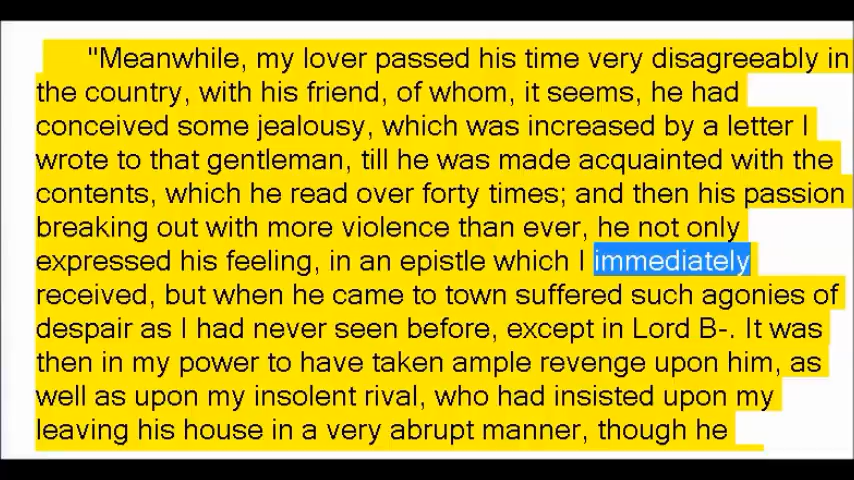 "Meanwhile, my lover passed his time very disagreeably in
the country, with his friend, of whom, it seems, he had
conceived some jealousy, which was increased by a letter I
wrote to that gentleman, till he was made acquainted with the
contents, which he read over forty times; and then his passion
breaking out with more violence than ever, he not only
expressed his feeling, in an epistle which I immediately
received, but when he came to town suffered such agonies of
despair as I had never seen before, except in Lord B-. It was
then in my power to have taken ample revenge upon him, as
well as upon my insolent rival, who had insisted upon my
leaving his house in a very abrupt manner, though he